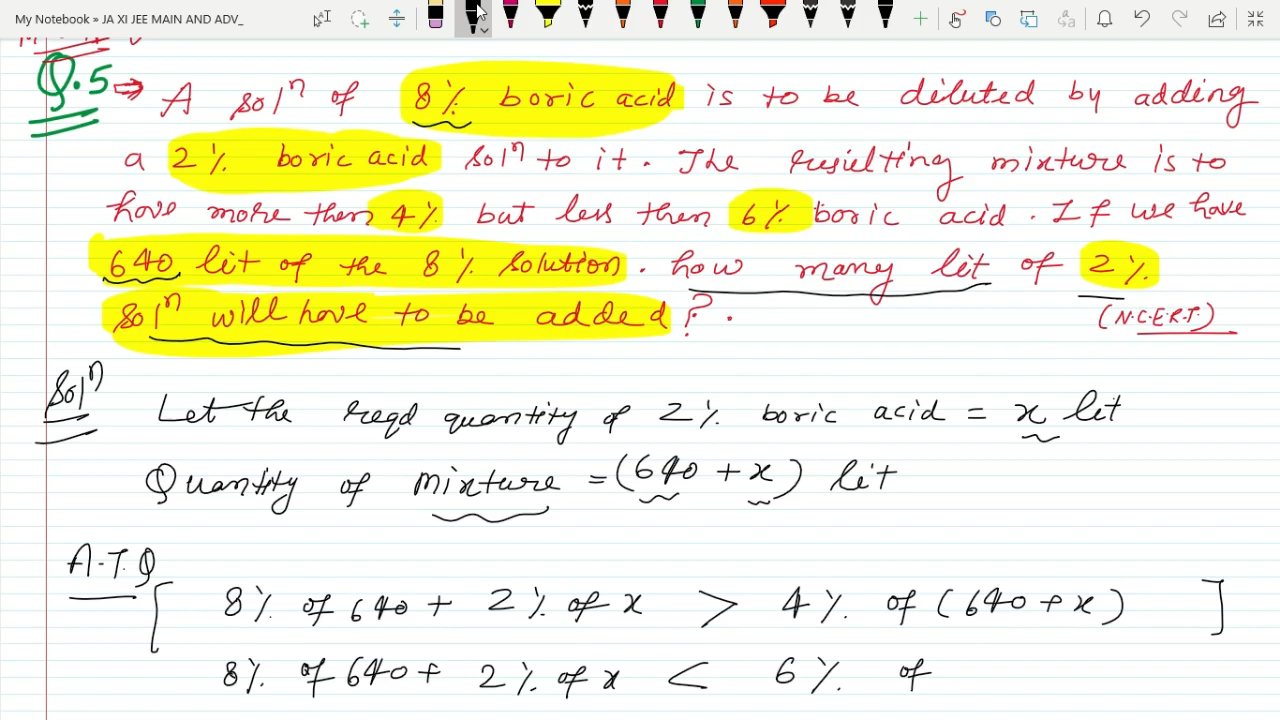 My Notebook » JA XI JEE MAIN AND ADV_
Q.5 ⇒ A solⁿ of 8% boric acid is to be diluted by adding
a 2% boric acid solⁿ to it. The resulting mixture is to
have more then 4% but less then 6% boric acid. If we have
640 lit of the 8% solution. how many lit of 2%
solⁿ will have to be added?.
(N.C.E.R.T.)
Solⁿ Let the reqd quantity of 2% boric acid = x lit
Quantity of mixture = (640 + x) lit
A.T.Q
[ 8% of 640 + 2% of x > 4% of (640 + x) ]
8% of 640 + 2% of x < 6% of